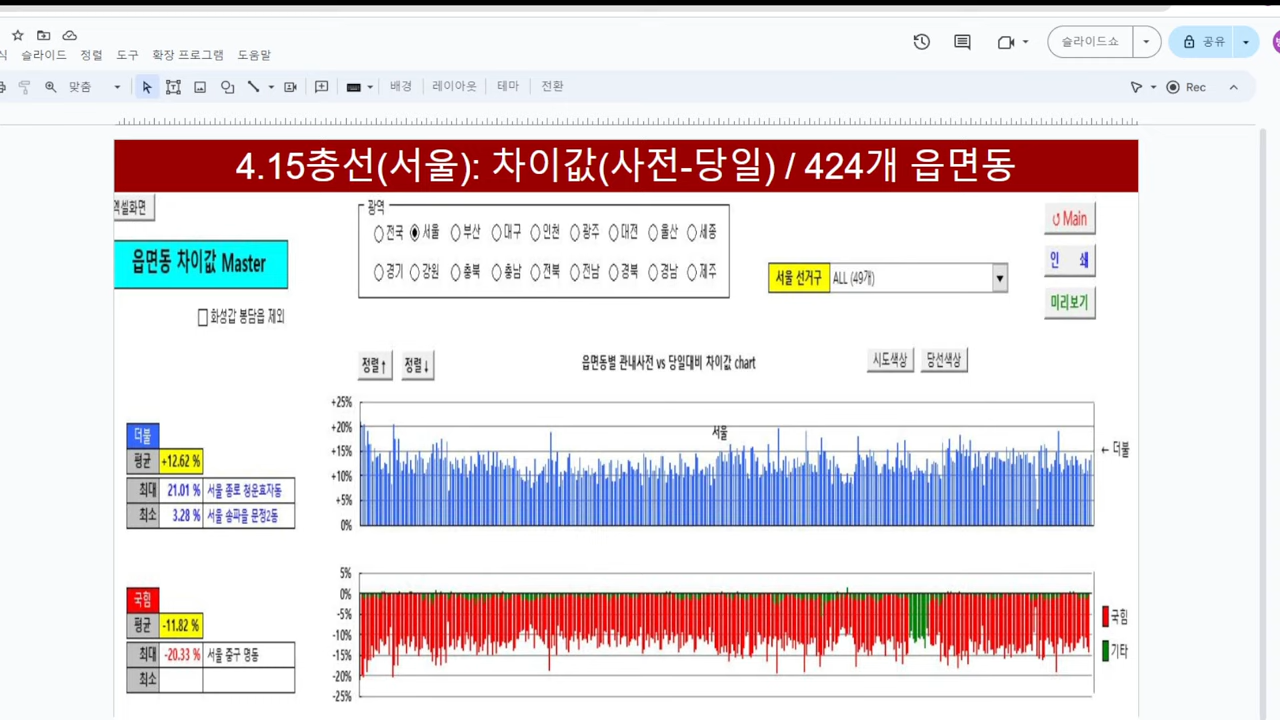 식 슬라이드 정렬 도구 확장 프로그램 도움말
슬라이드쇼
공유
맞춤
배경 레이아웃 테마 전환
Rec
4.15총선(서울): 차이값(사전-당일) / 424개 읍면동
엑셀화면
광역
전국 서울 부산 대구 인천 광주 대전 울산 세종
경기 강원 충북 충남 전북 전남 경북 경남 제주
Main
인 쇄
미리보기
읍면동 차이값 Master
서울 선거구 ALL (49개)
화성갑 봉담읍 제외
정렬↑ 정렬↓
읍면동별 관내사전 vs 당일대비 차이값 chart
시도색상 당선색상
+25%
+20%
+15%
+10%
+5%
0%
서울
← 더불
더불
평균 +12.62 %
최대 21.01 % 서울 종로 청운효자동
최소 3.28 % 서울 송파을 문정2동
5%
0%
-5%
-10%
-15%
-20%
-25%
국힘
기타
국힘
평균 -11.82 %
최대 -20.33 % 서울 중구 명동
최소